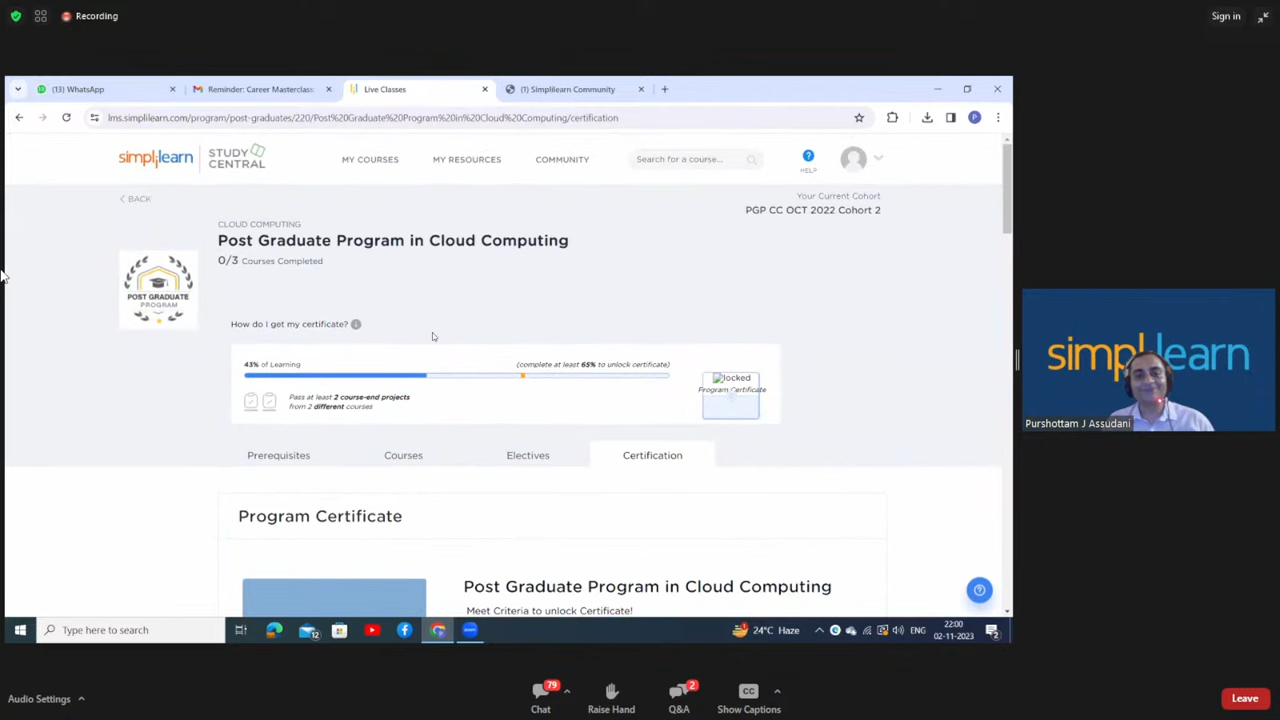 Recording
Sign in
(13) WhatsApp
Reminder: Career Masterclass:
Live Classes
(1) Simplilearn Community
lms.simplilearn.com/program/post-graduates/220/Post%20Graduate%20Program%20in%20Cloud%20Computing/certification
P
simplilearn
STUDY
CENTRAL
MY COURSES
MY RESOURCES
COMMUNITY
Search for a course...
HELP
BACK
Your Current Cohort
PGP CC OCT 2022 Cohort 2
CLOUD COMPUTING
Post Graduate Program in Cloud Computing
0/3 Courses Completed
POST GRADUATE
PROGRAM
How do I get my certificate?
43% of Learning
(complete at least 65% to unlock certificate)
locked
Program Certificate
Pass at least 2 course-end projects
from 2 different courses
Prerequisites
Courses
Electives
Certification
Program Certificate
Post Graduate Program in Cloud Computing
Meet Criteria to unlock Certificate!
simplilearn
Purshottam J Assudani
Type here to search
12
24°C Haze
ENG
22:00
02-11-2023
2
Audio Settings
79
Chat
Raise Hand
2
Q&A
CC
Show Captions
Leave